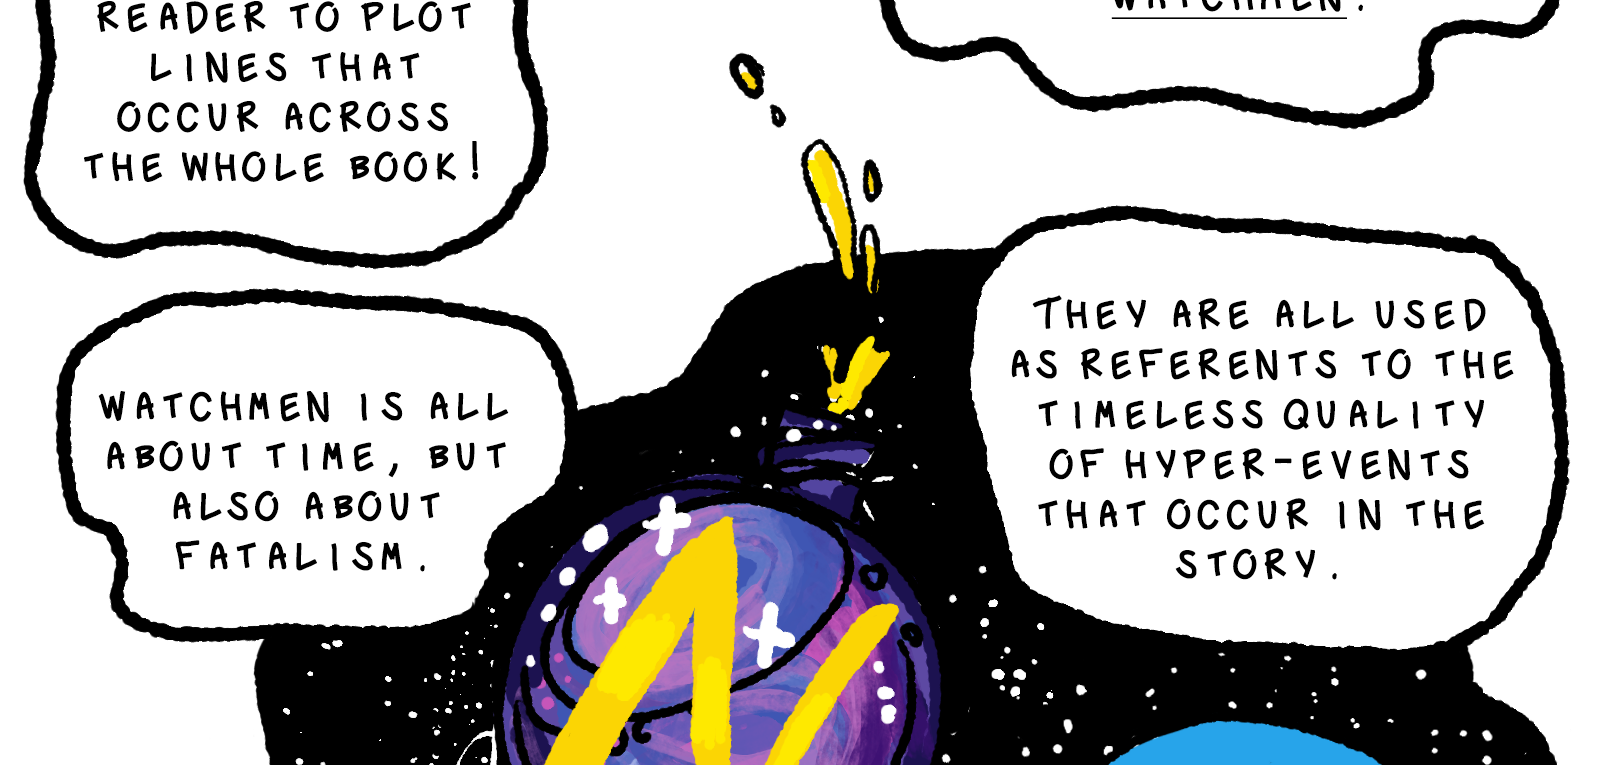 READER TO PLOT
LINES THAT
OCCUR ACROSS
THE WHOLE BOOK!
WATCHMEN.
WATCHMEN IS ALL
ABOUT TIME, BUT
ALSO ABOUT
FATALISM.
THEY ARE ALL USED
AS REFERENTS TO THE
TIMELESS QUALITY
OF HYPER-EVENTS
THAT OCCUR IN THE
STORY.